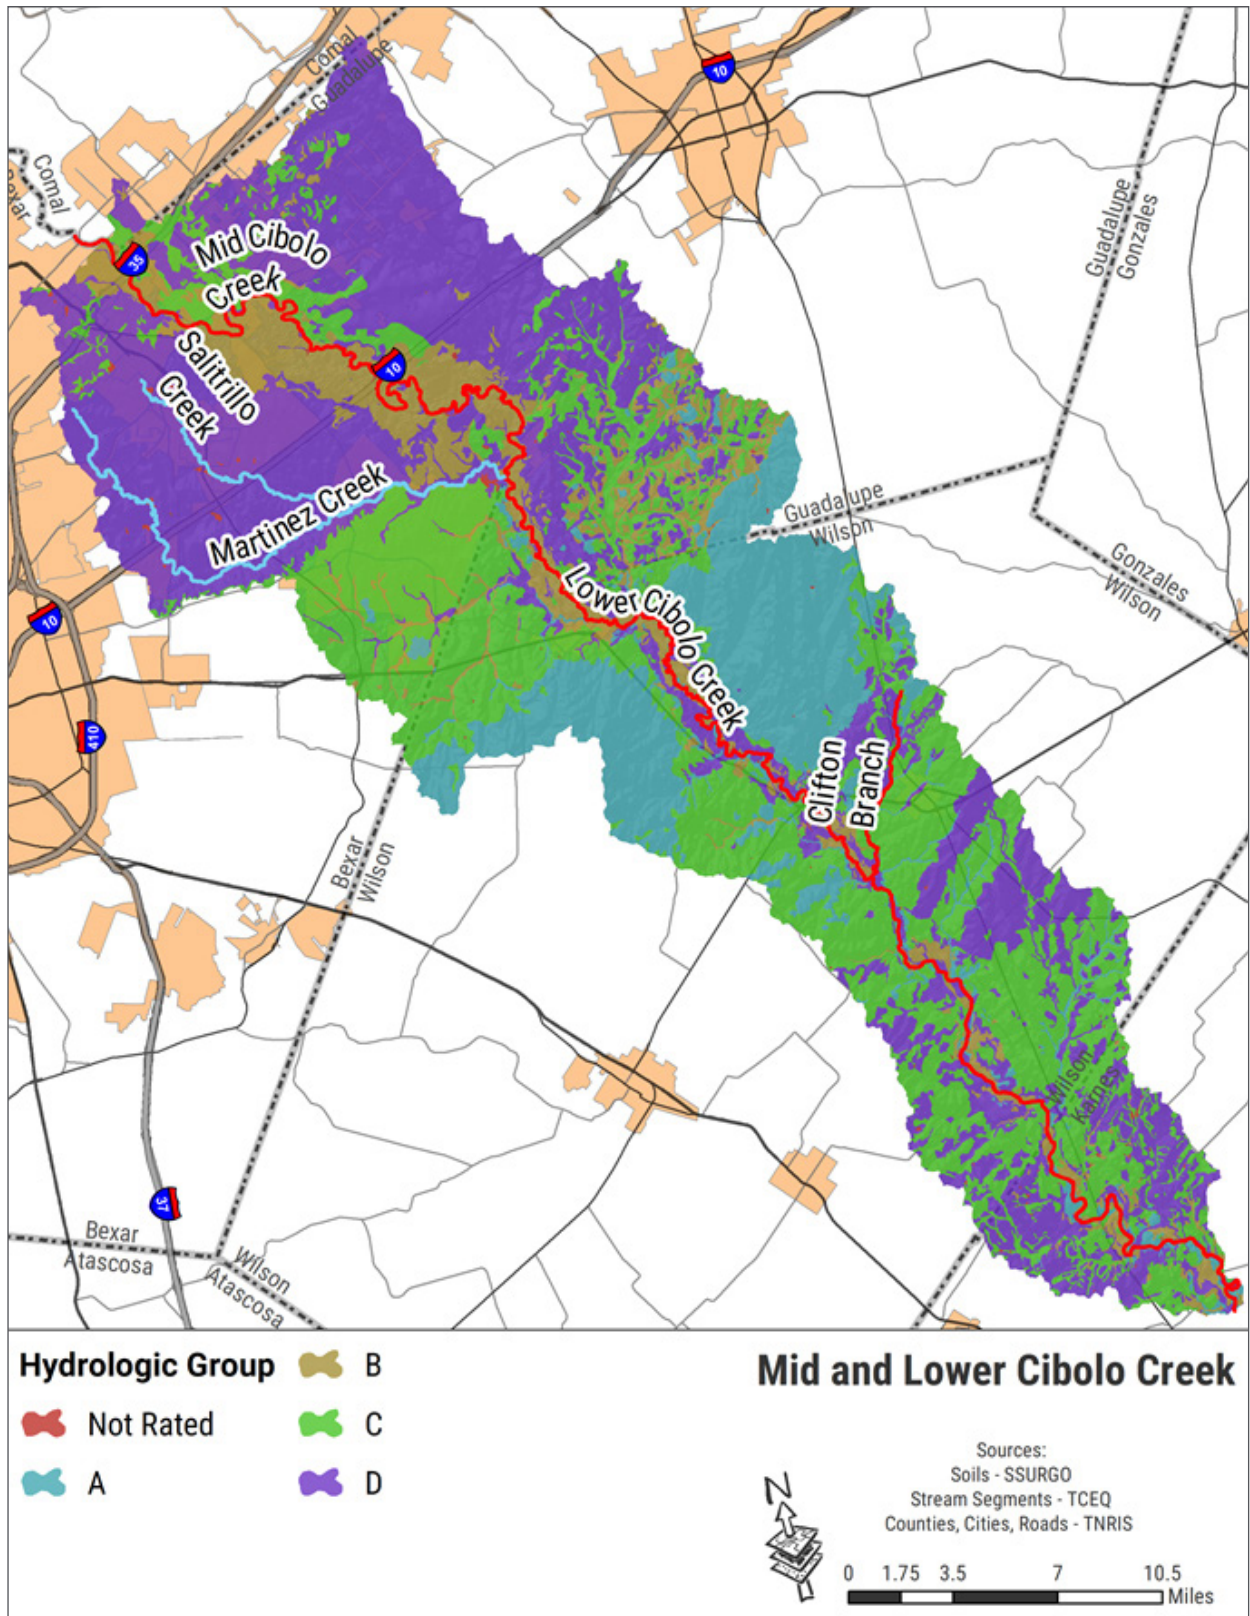 Comal
Guadalupe
10
Comal
Bexar
Guadalupe
Gonzales
35
Mid Cibolo
Creek
Salitrillo
Creek
10
Martinez Creek
Guadalupe
Wilson
Gonzales
Wilson
Lower Cibolo Creek
10
410
Clifton
Branch
Bexar
Wilson
Wilson
Karnes
37
Bexar
Atascosa
Wilson
Atascosa
Hydrologic Group
Not Rated
A
B
C
D
Mid and Lower Cibolo Creek
Sources:
Soils - SSURGO
Stream Segments - TCEQ
Counties, Cities, Roads - TNRIS
N
0 1.75 3.5 7 10.5
Miles